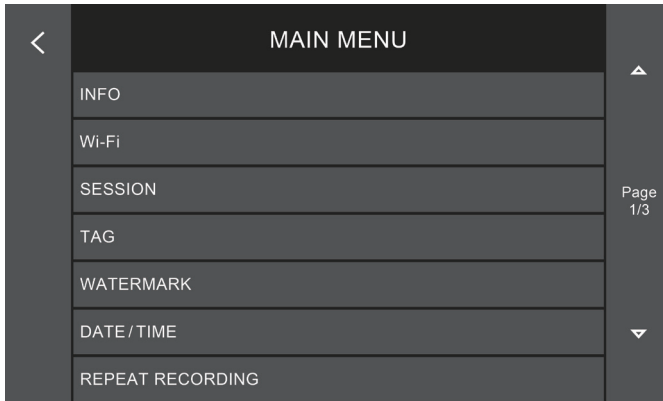 MAIN MENU
INFO
Wi-Fi
SESSION
TAG
WATERMARK
DATE/TIME
REPEAT RECORDING
Page
1/3